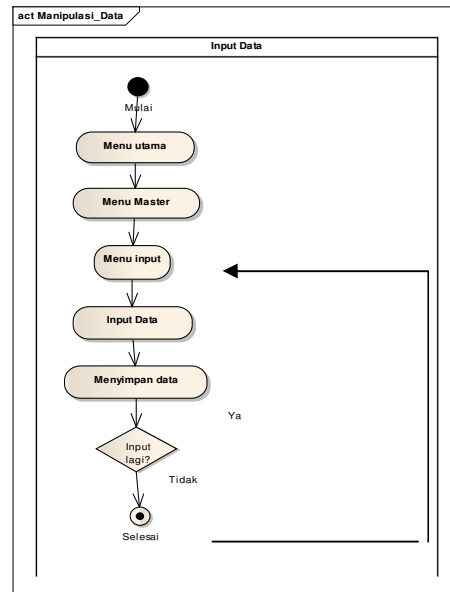 act Manipulasi_Data
Input Data
Mulai
Menu utama
Menu Master
Menu input
Input Data
Menyimpan data
Ya
Input
lagi?
Tidak
Selesai